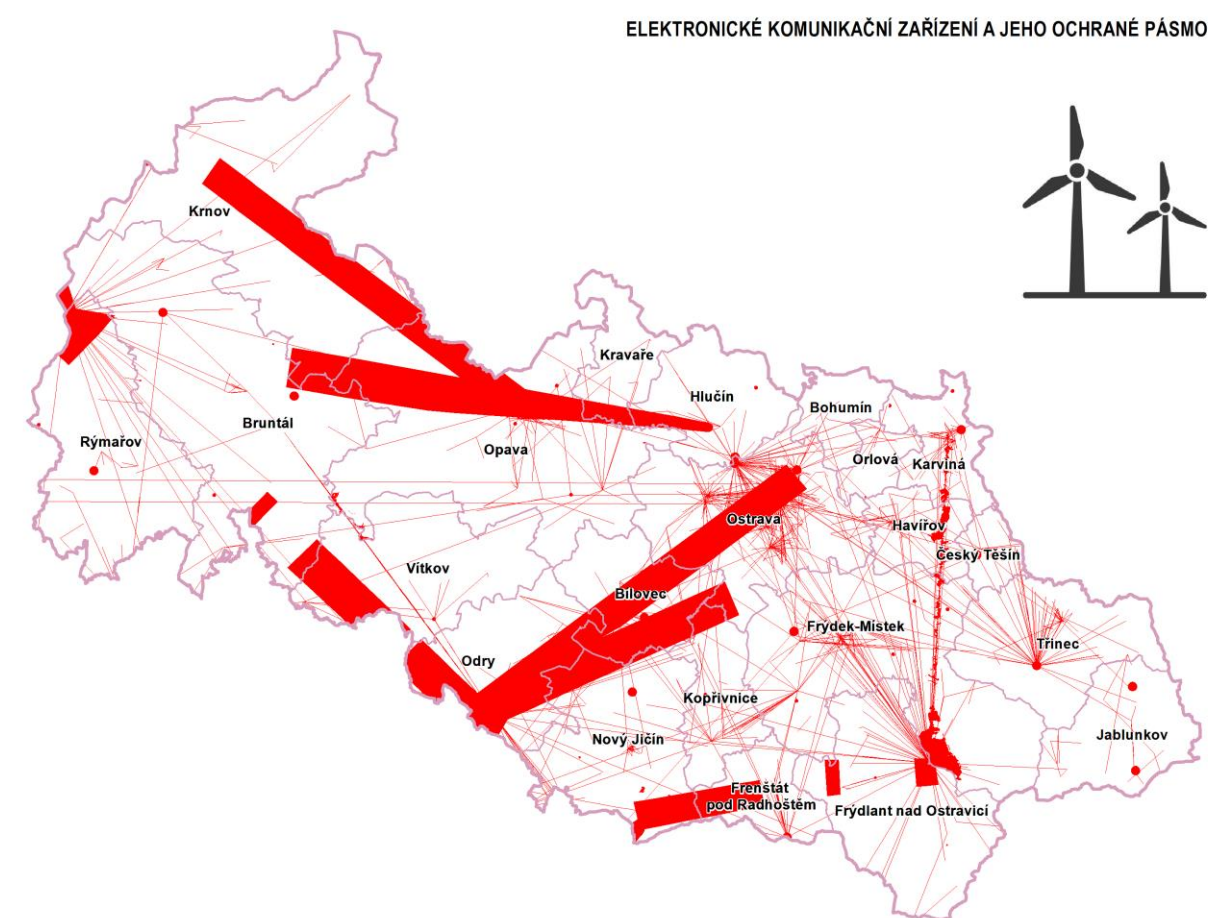 ELEKTRONICKÉ KOMUNIKAČNÍ ZAŘÍZENÍ A JEHO OCHRANÉ PÁSMO
Krnov
Kravaře
Hlučín
Bohumín
Rýmařov
Bruntál
Opava
Orlová
Karviná
Ostrava
Havířov
Český Těšín
Vítkov
Bílovec
Frýdek-Místek
Třinec
Odry
Kopřivnice
Nový Jičín
Jablunkov
Frenštát
pod Radhoštěm
Frýdlant nad Ostravicí